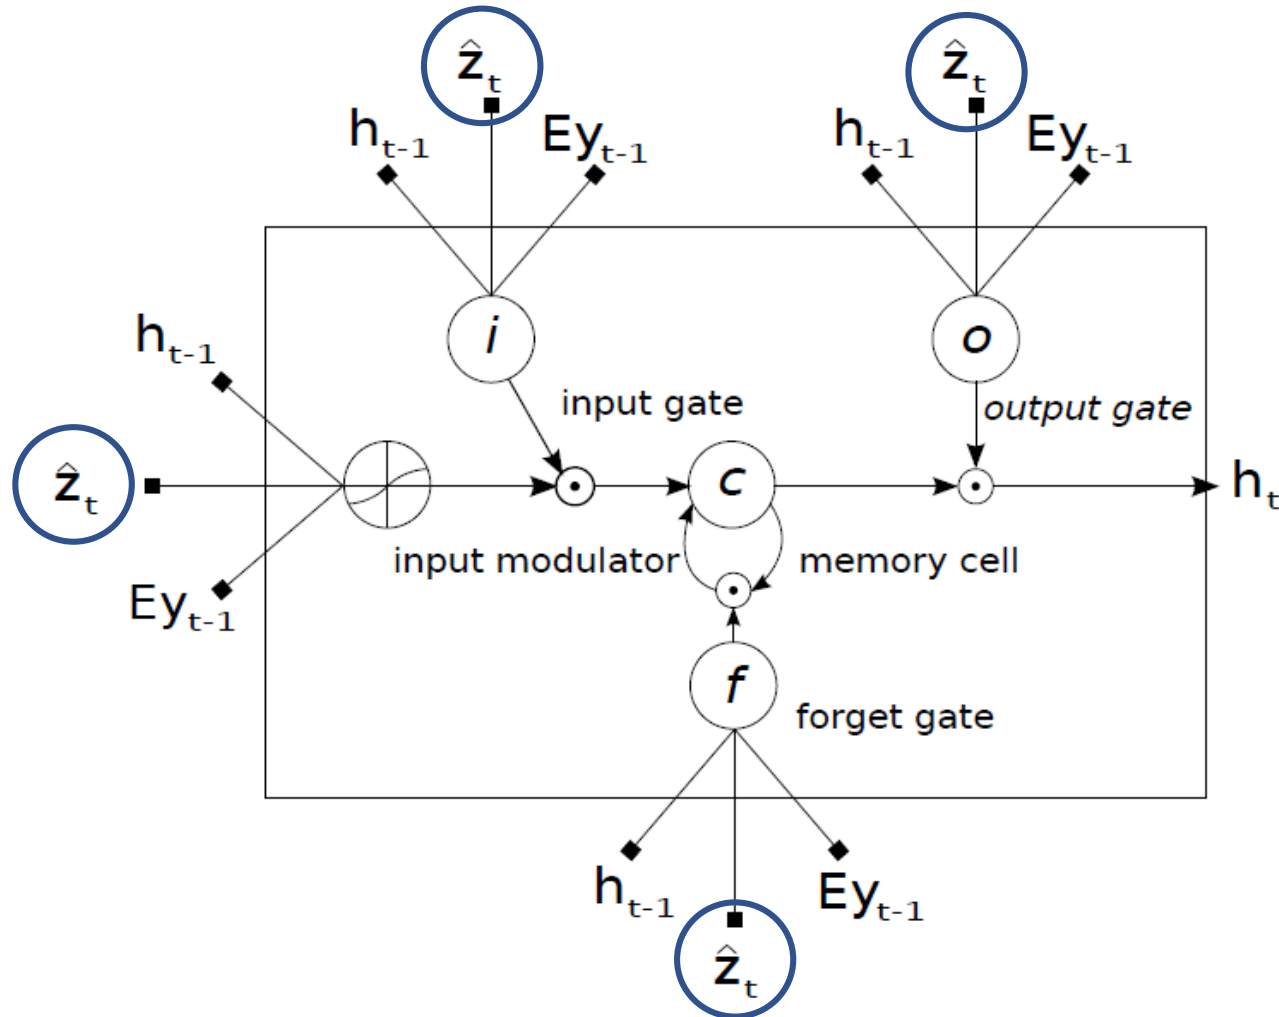 ẑt
ẑt
ht-1
Eyt-1
ht-1
Eyt-1
i
o
ht-1
input gate
output gate
ẑt
c
ht
input modulator
memory cell
Eyt-1
f
forget gate
ht-1
Eyt-1
ẑt